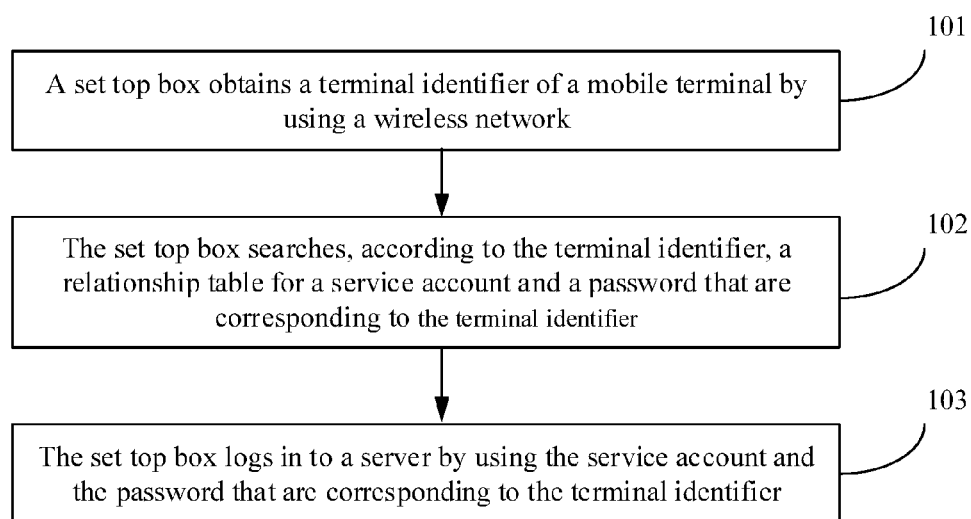 101
A set top box obtains a terminal identifier of a mobile terminal by
using a wireless network
102
The set top box searches, according to the terminal identifier, a
relationship table for a service account and a password that are
corresponding to the terminal identifier
103
The set top box logs in to a server by using the service account and
the password that are corresponding to the terminal identifier